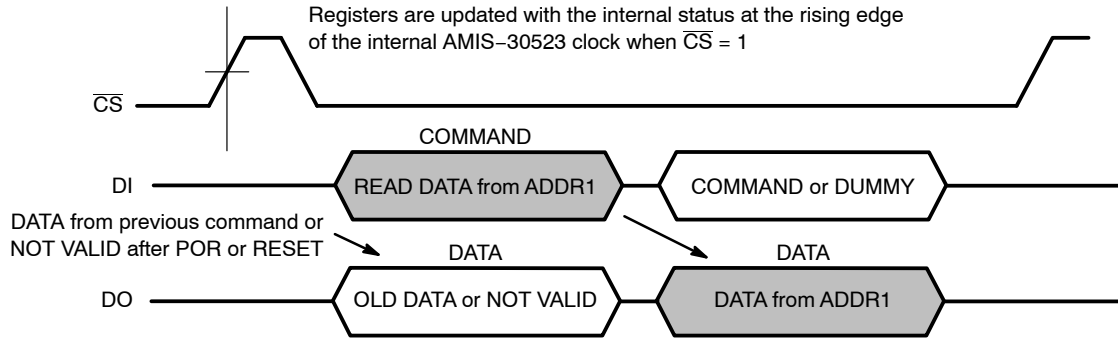 Registers are updated with the internal status at the rising edge
of the internal AMIS−30523 clock when C̅S̅ = 1
C̅S̅
COMMAND
DI
READ DATA from ADDR1
COMMAND or DUMMY
DATA from previous command or
NOT VALID after POR or RESET
DATA
DATA
DO
OLD DATA or NOT VALID
DATA from ADDR1